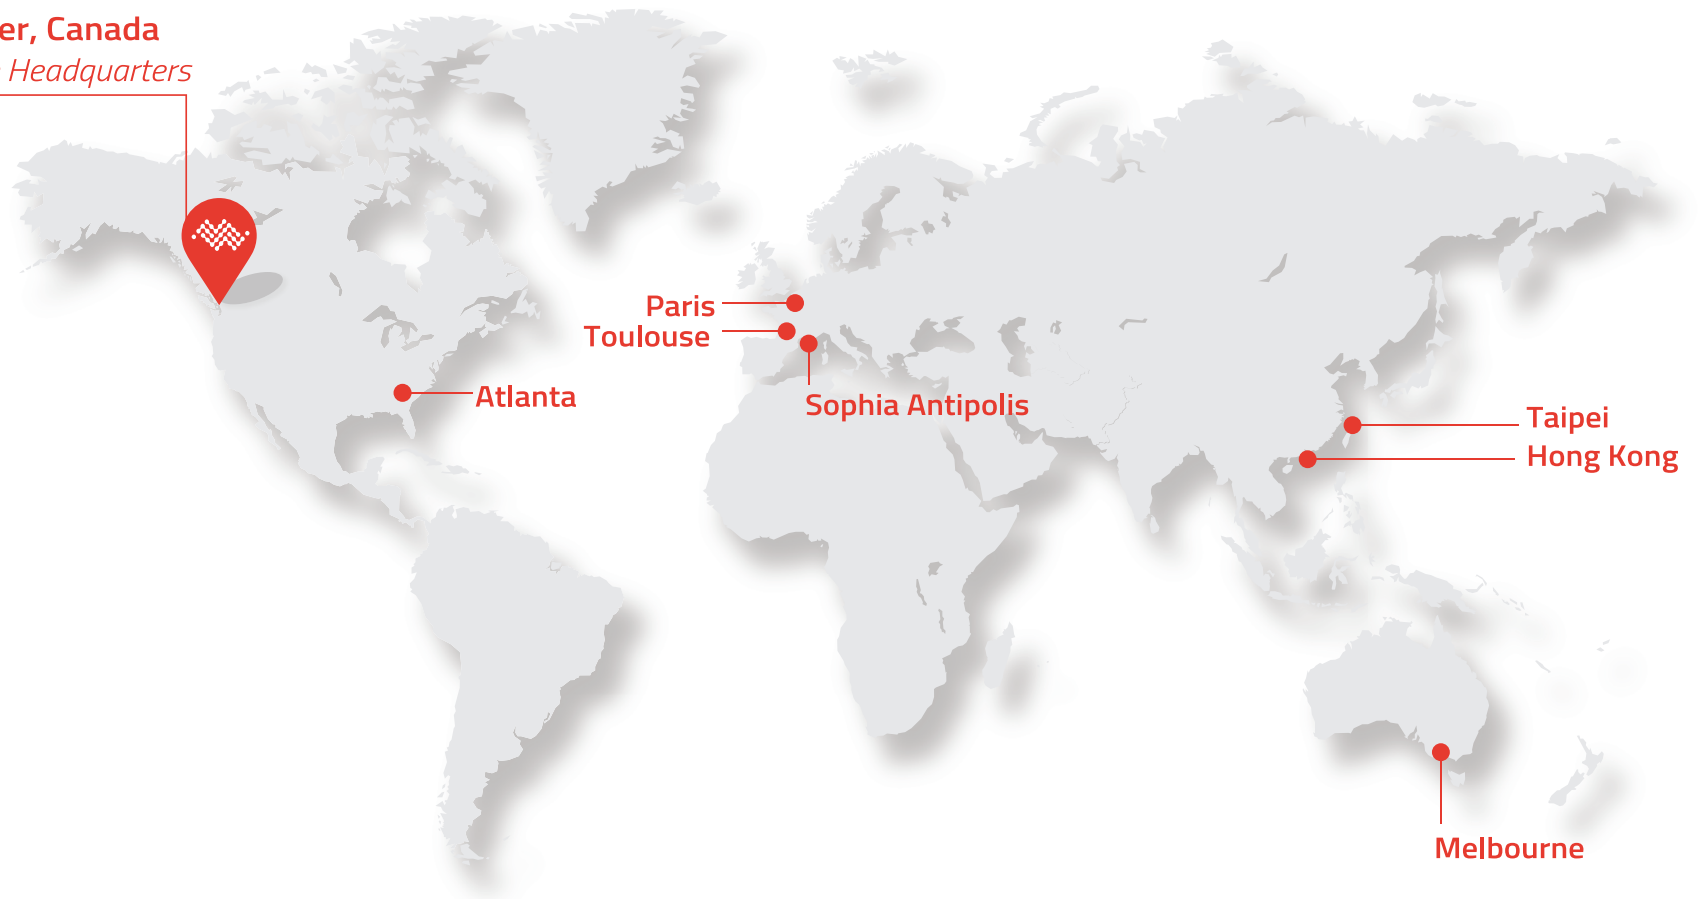 er, Canada
Headquarters
Paris
Toulouse
Atlanta
Sophia Antipolis
Taipei
Hong Kong
Melbourne